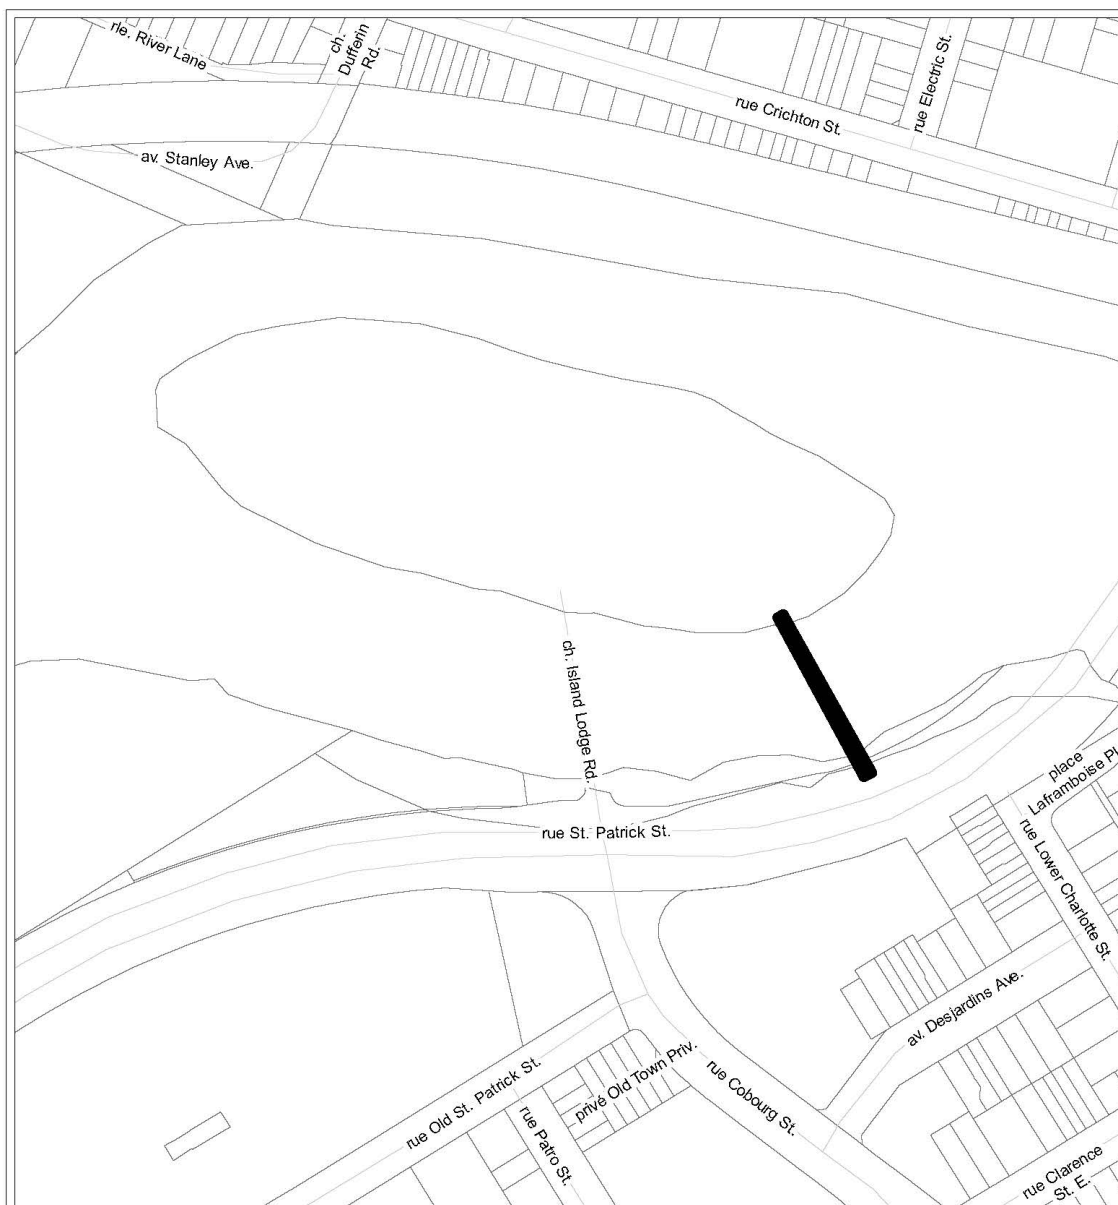 rle. River Lane
ch.
Dufferin
Rd.
rue Crichton St.
rue Electric St.
av. Stanley Ave.
ch. Island Lodge Rd.
rue St. Patrick St.
place
Laframboise Pl
rue Lower Charlotte St.
av. Desjardins Ave.
rue Old St. Patrick St.
privé Old Town Priv.
rue Cobourg St.
rue Patro St.
rue Clarence
St. E.